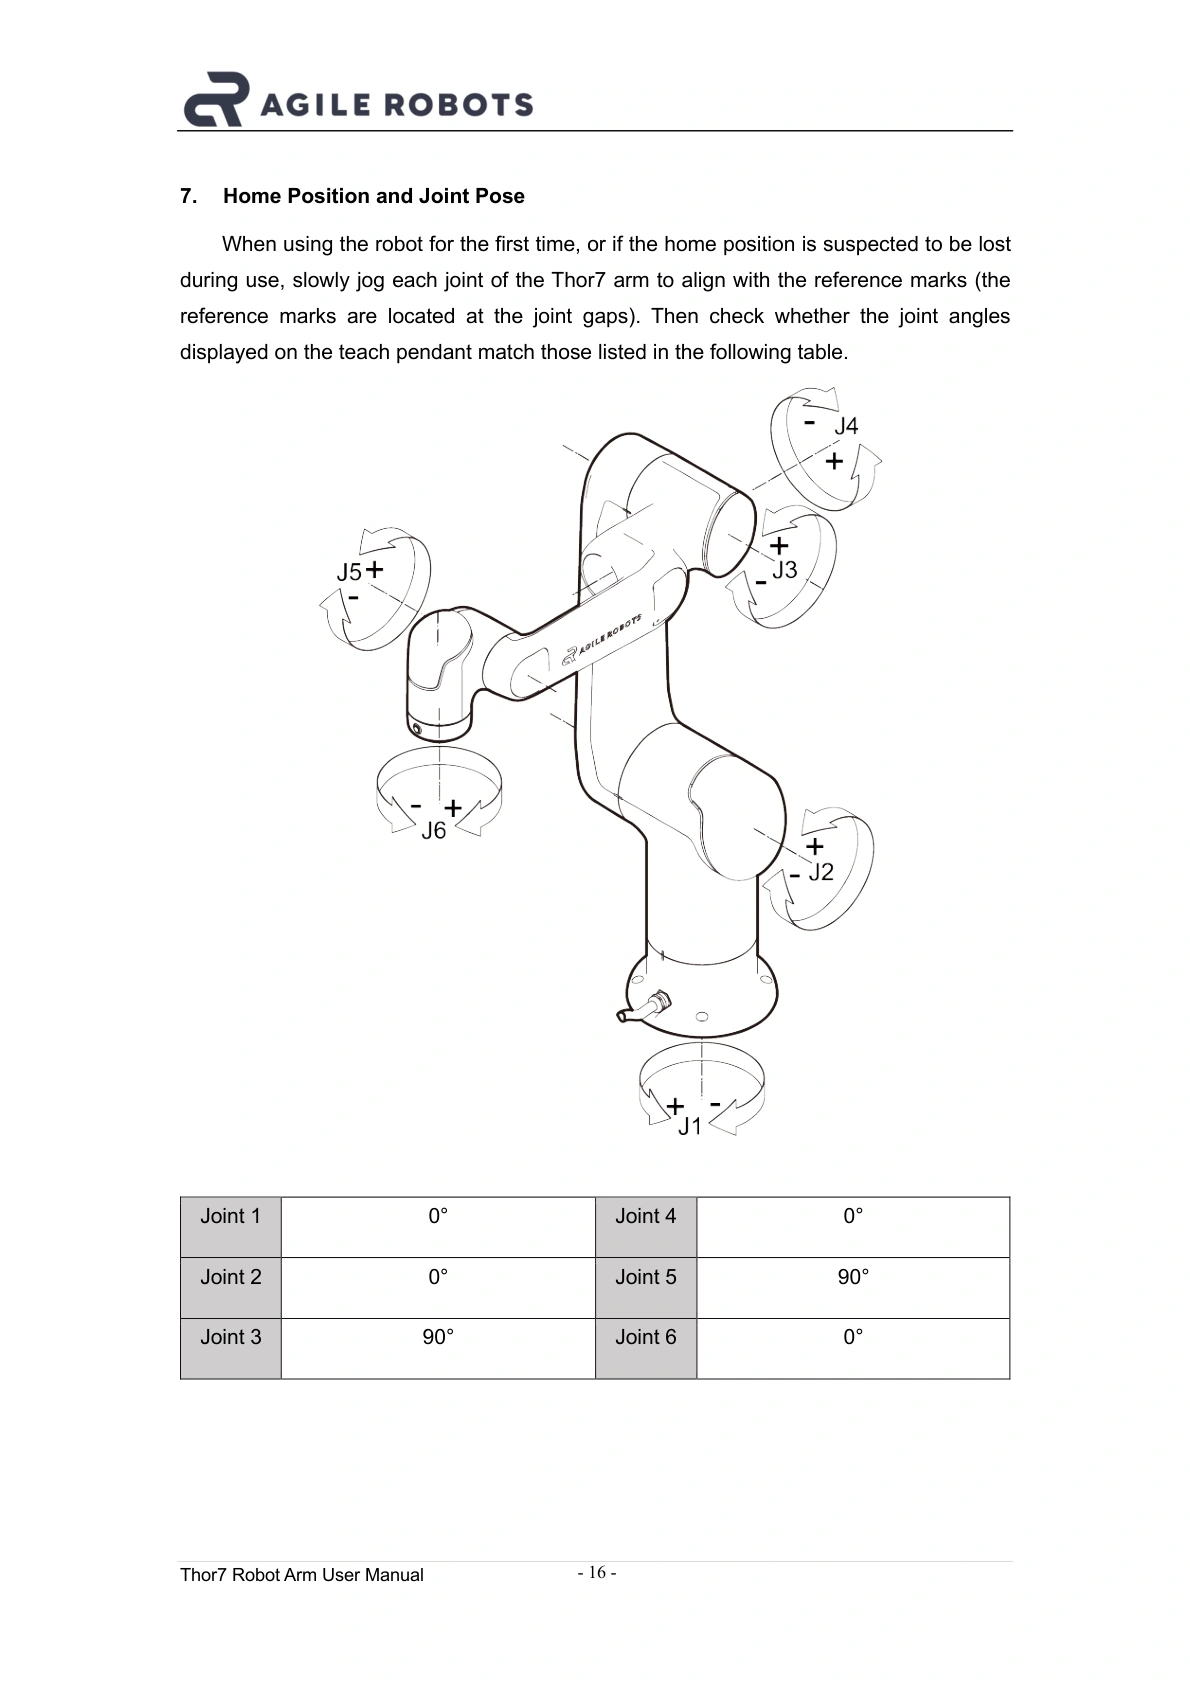 AGILE ROBOTS
7. Home Position and Joint Pose
When using the robot for the first time, or if the home position is suspected to be lost
during use, slowly jog each joint of the Thor7 arm to align with the reference marks (the
reference marks are located at the joint gaps). Then check whether the joint angles
displayed on the teach pendant match those listed in the following table.
- J4
+
+
J3
-
J5 +
-
AGILE ROBOTS
- +
J6
+
- J2
+ -
J1
Joint 1 0° Joint 4 0°
Joint 2 0° Joint 5 90°
Joint 3 90° Joint 6 0°
Thor7 Robot Arm User Manual - 16 -